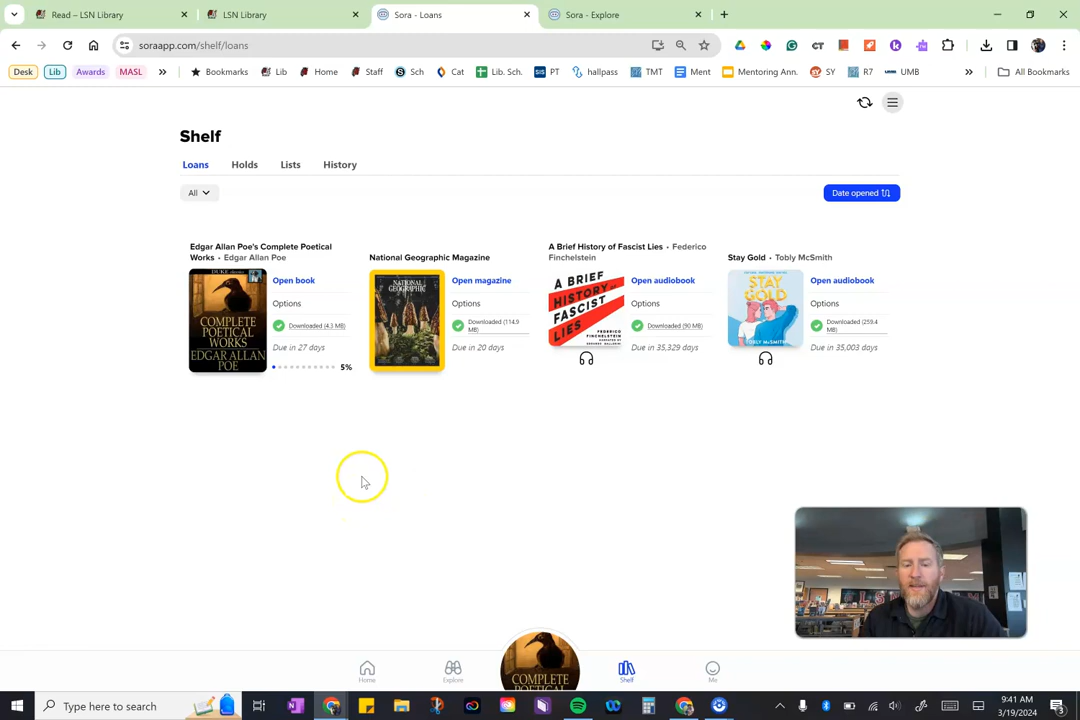 Read – LSN Library
LSN Library
Sora - Loans
Sora - Explore
soraapp.com/shelf/loans
Desk
Lib
Awards
MASL
Bookmarks
Lib
Home
Staff
Sch
Cat
Lib. Sch.
SIS PT
hallpass
TMT
Ment
Mentoring Ann.
SY
R7
UMB
All Bookmarks
Shelf
Loans
Holds
Lists
History
All
Date opened
Edgar Allan Poe's Complete Poetical
Works • Edgar Allan Poe
DUKE classics
COMPLETE
POETICAL
WORKS
EDGAR ALLAN
POE
Open book
Options
Downloaded (4.3 MB)
Due in 27 days
5%
National Geographic Magazine
NATIONAL
GEOGRAPHIC
Open magazine
Options
Downloaded (114.9
MB)
Due in 20 days
A Brief History of Fascist Lies • Federico
Finchelstein
A BRIEF
HISTORY OF
FASCIST
LIES
FEDERICO
FINCHELSTEIN
Open audiobook
Options
Downloaded (90 MB)
Due in 35,329 days
Stay Gold • Tobly McSmith
STAY
GOLD
Open audiobook
Options
Downloaded (259.4
MB)
Due in 35,003 days
Home
Explore
COMPLETE
POETICAL
Shelf
Me
Type here to search
9:41 AM
3/19/2024
3